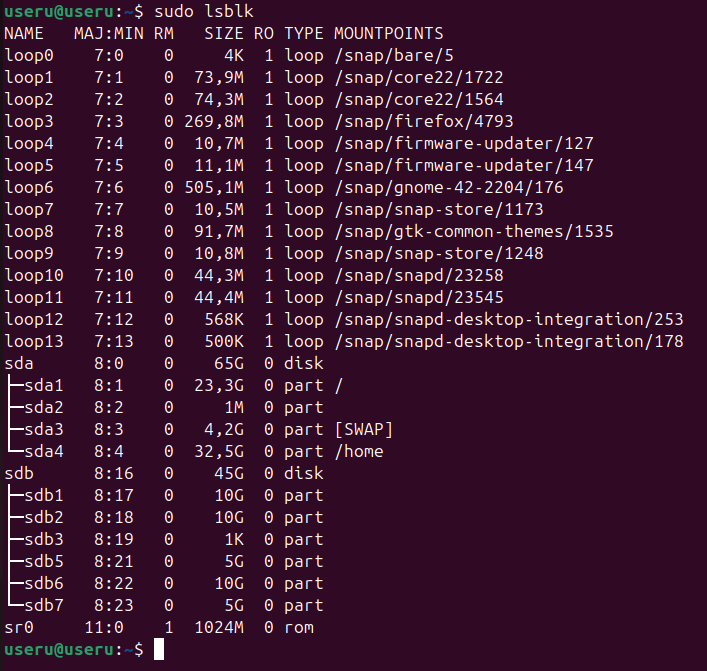 useru@useru:~$ sudo lsblk
NAME   MAJ:MIN RM   SIZE RO TYPE MOUNTPOINTS
loop0    7:0    0     4K  1 loop /snap/bare/5
loop1    7:1    0  73,9M  1 loop /snap/core22/1722
loop2    7:2    0  74,3M  1 loop /snap/core22/1564
loop3    7:3    0 269,8M  1 loop /snap/firefox/4793
loop4    7:4    0  10,7M  1 loop /snap/firmware-updater/127
loop5    7:5    0  11,1M  1 loop /snap/firmware-updater/147
loop6    7:6    0 505,1M  1 loop /snap/gnome-42-2204/176
loop7    7:7    0  10,5M  1 loop /snap/snap-store/1173
loop8    7:8    0  91,7M  1 loop /snap/gtk-common-themes/1535
loop9    7:9    0  10,8M  1 loop /snap/snap-store/1248
loop10   7:10   0  44,3M  1 loop /snap/snapd/23258
loop11   7:11   0  44,4M  1 loop /snap/snapd/23545
loop12   7:12   0   568K  1 loop /snap/snapd-desktop-integration/253
loop13   7:13   0   500K  1 loop /snap/snapd-desktop-integration/178
sda      8:0    0    65G  0 disk
├─sda1   8:1    0  23,3G  0 part /
├─sda2   8:2    0     1M  0 part
├─sda3   8:3    0   4,2G  0 part [SWAP]
└─sda4   8:4    0  32,5G  0 part /home
sdb      8:16   0    45G  0 disk
├─sdb1   8:17   0    10G  0 part
├─sdb2   8:18   0    10G  0 part
├─sdb3   8:19   0     1K  0 part
├─sdb5   8:21   0     5G  0 part
├─sdb6   8:22   0    10G  0 part
└─sdb7   8:23   0     5G  0 part
sr0     11:0    1  1024M  0 rom
useru@useru:~$